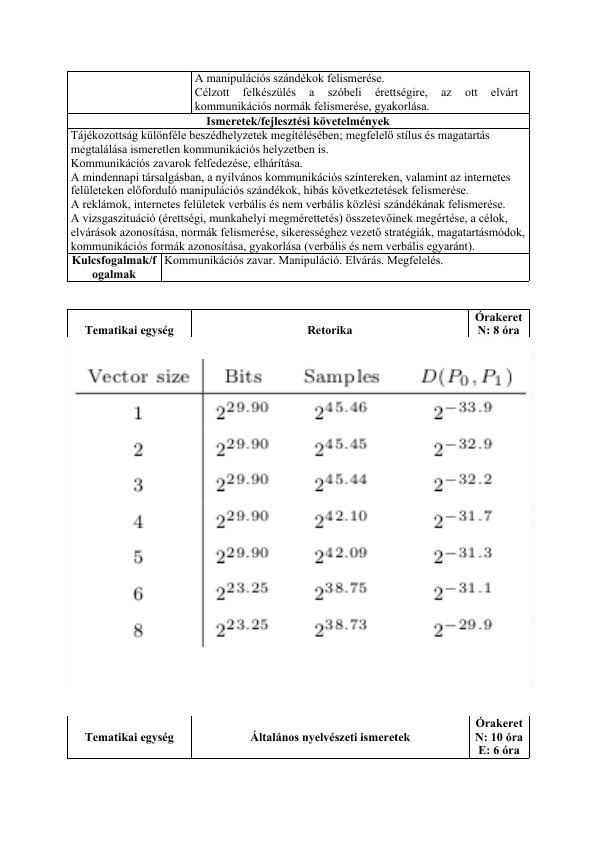 A manipulációs szándékok felismerése.
Célzott felkészülés a szóbeli érettségire, az ott elvárt
kommunikációs normák felismerése, gyakorlása.
Ismeretek/fejlesztési követelmények
Tájékozottság különféle beszédhelyzetek megítélésében; megfelelő stílus és magatartás
megtalálása ismeretlen kommunikációs helyzetben is.
Kommunikációs zavarok felfedezése, elhárítása.
A mindennapi társalgásban, a nyilvános kommunikációs színtereken, valamint az internetes
felületeken előforduló manipulációs szándékok, hibás következtetések felismerése.
A reklámok, internetes felületek verbális és nem verbális közlési szándékának felismerése.
A vizsgaszituáció (érettségi, munkahelyi megmérettetés) összetevőinek megértése, a célok,
elvárások azonosítása, normák felismerése, sikerességhez vezető stratégiák, magatartásmódok,
kommunikációs formák azonosítása, gyakorlása (verbális és nem verbális egyaránt).
Kulcsfogalmak/f Kommunikációs zavar. Manipuláció. Elvárás. Megfelelés.
ogalmak
Órakeret
Tematikai egység Retorika N: 8 óra
Vector size Bits Samples D(P₀, P₁)
1 2^29.90 2^45.46 2^−33.9
2 2^29.90 2^45.45 2^−32.9
3 2^29.90 2^45.44 2^−32.2
4 2^29.90 2^42.10 2^−31.7
5 2^29.90 2^42.09 2^−31.3
6 2^23.25 2^38.75 2^−31.1
8 2^23.25 2^38.73 2^−29.9
Órakeret
Tematikai egység Általános nyelvészeti ismeretek N: 10 óra
E: 6 óra